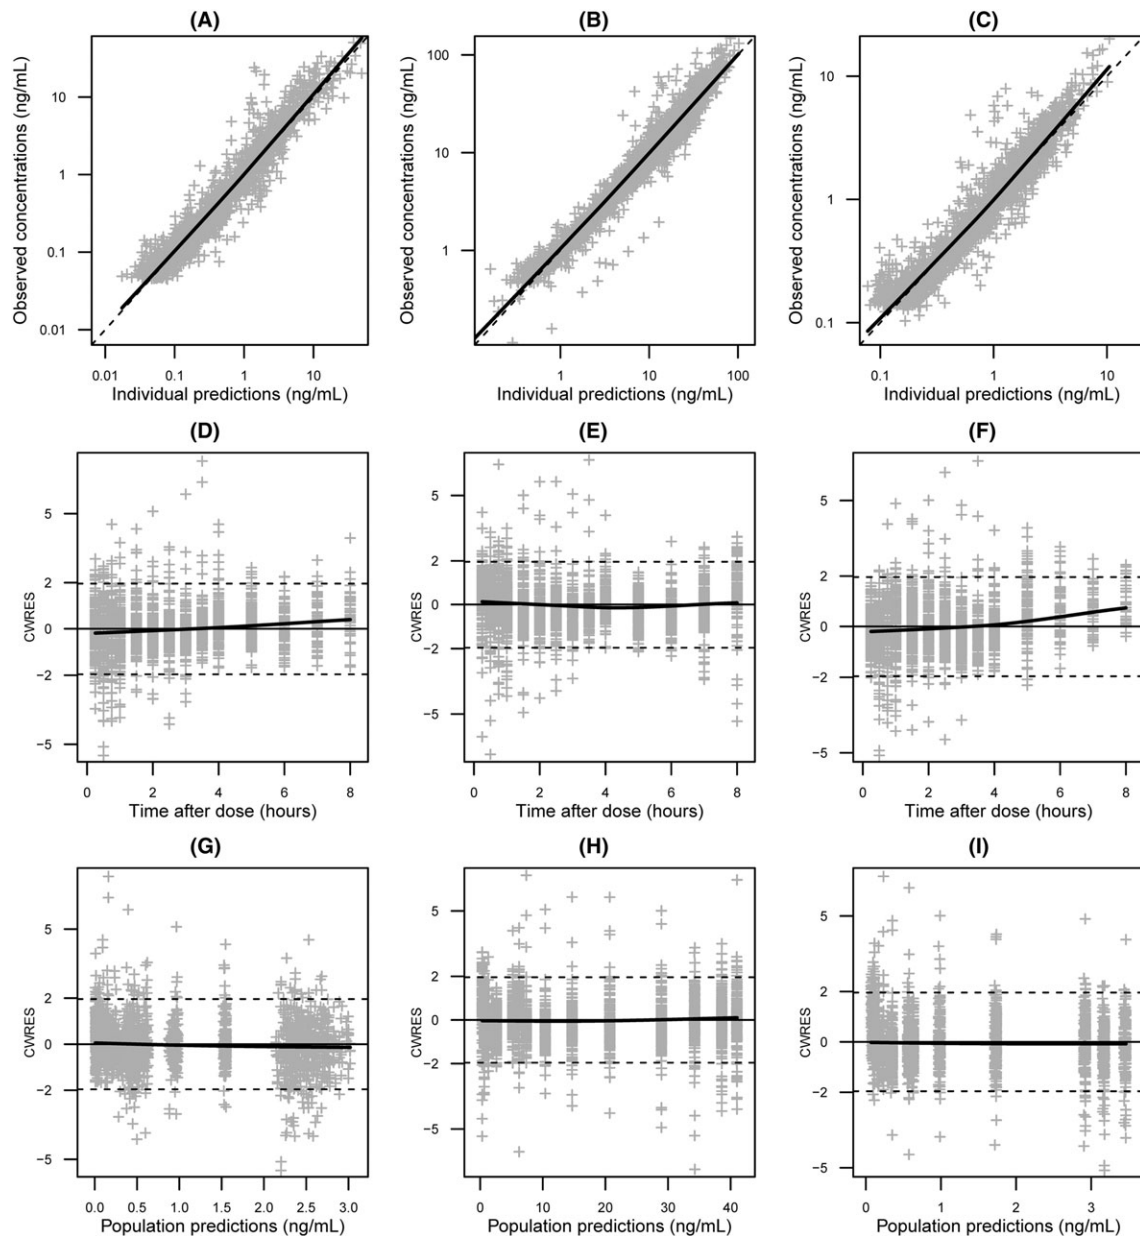 (A) (B) (C)
Observed concentrations (ng/mL)
10
1
0.1
0.01
0.01 0.1 1 10
Individual predictions (ng/mL)
Observed concentrations (ng/mL)
100
10
1
1 10 100
Individual predictions (ng/mL)
Observed concentrations (ng/mL)
10
1
0.1
0.1 1 10
Individual predictions (ng/mL)
(D) (E) (F)
CWRES
5
2
0
−2
−5
0 2 4 6 8
Time after dose (hours)
CWRES
5
2
0
−2
−5
0 2 4 6 8
Time after dose (hours)
CWRES
5
2
0
−2
−5
0 2 4 6 8
Time after dose (hours)
(G) (H) (I)
CWRES
5
2
0
−2
−5
0.0 0.5 1.0 1.5 2.0 2.5 3.0
Population predictions (ng/mL)
CWRES
5
2
0
−2
−5
0 10 20 30 40
Population predictions (ng/mL)
CWRES
5
2
0
−2
−5
0 1 2 3
Population predictions (ng/mL)